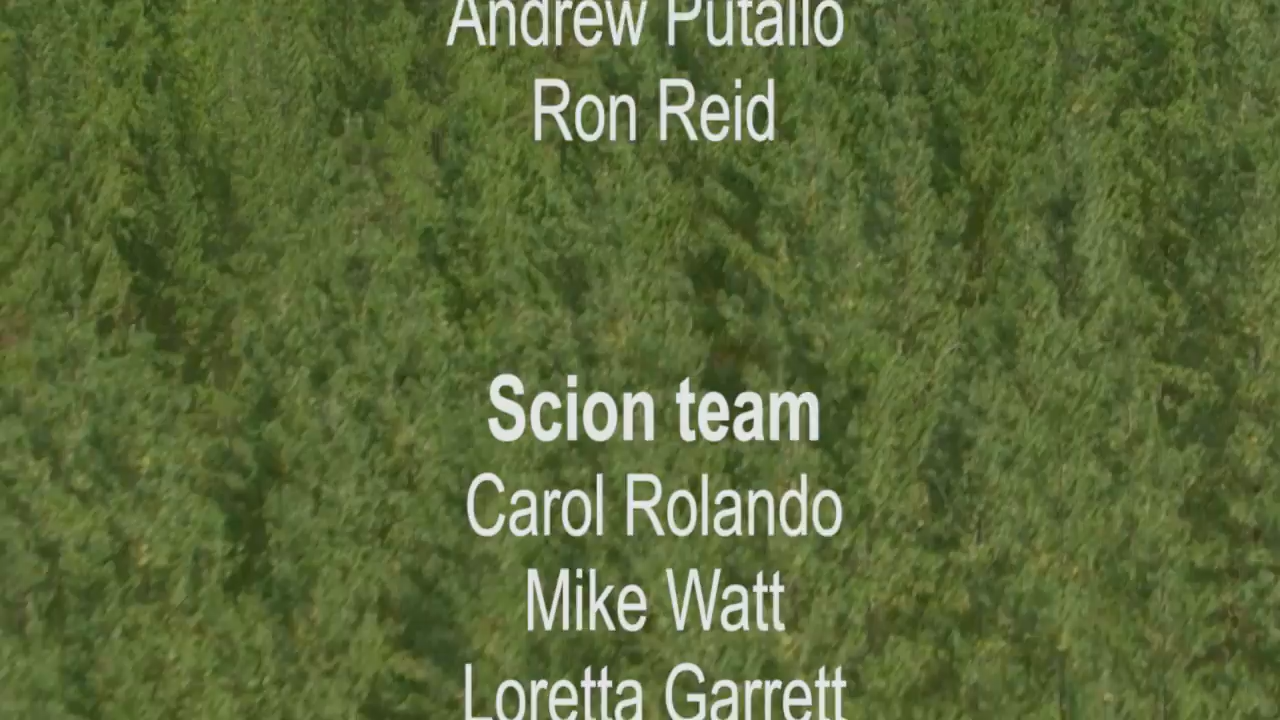 Andrew Putallo
Ron Reid
Scion team
Carol Rolando
Mike Watt
Loretta Garrett